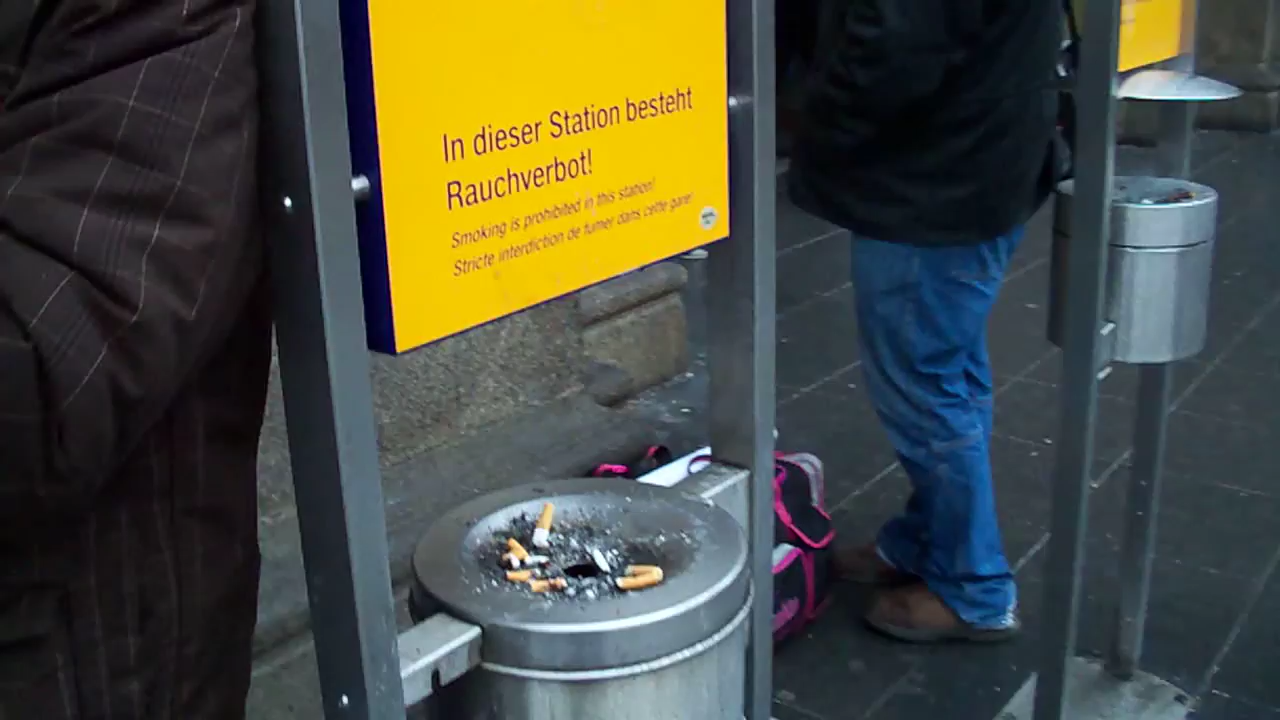 In dieser Station besteht
Rauchverbot!
Smoking is prohibited in this station!
Stricte interdiction de fumer dans cette gare!